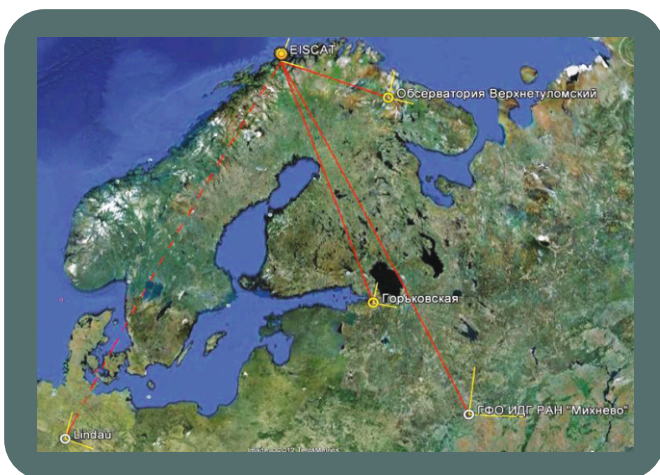 EISCAT
Обсерватория Верхнетуломский
Горьковская
ГФО ИДГ РАН "Михнево"
Lindau